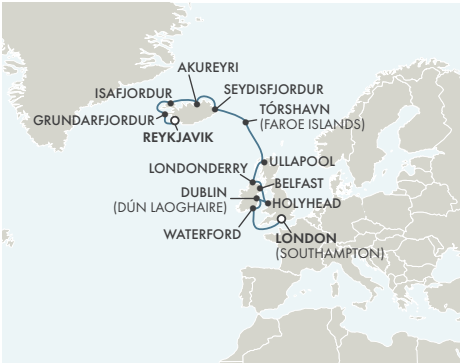 AKUREYRI
ISAFJORDUR
SEYDISFJORDUR
GRUNDARFJORDUR
TÓRSHAVN
(FAROE ISLANDS)
REYKJAVIK
ULLAPOOL
LONDONDERRY
BELFAST
DUBLIN
(DÚN LAOGHAIRE)
HOLYHEAD
WATERFORD
LONDON
(SOUTHAMPTON)